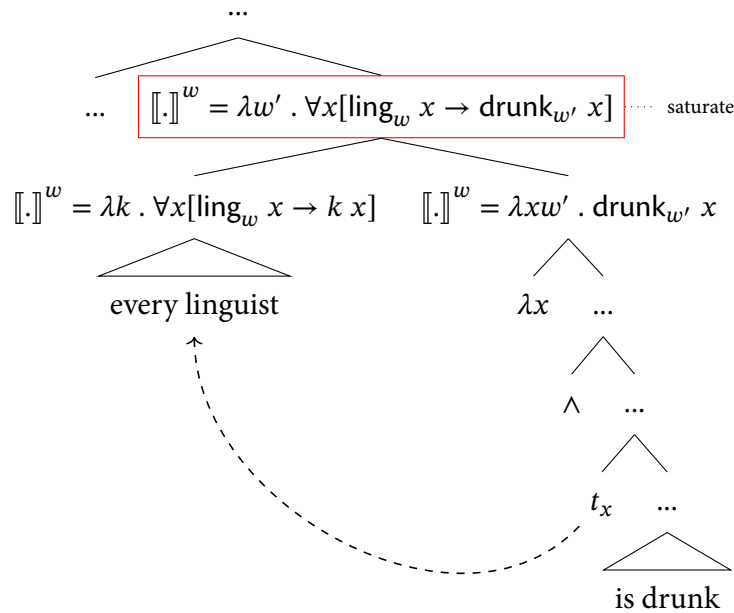 ...
... ⟦.⟧ʷ = λw′ . ∀x[ling_w x → drunk_w′ x] saturate
⟦.⟧ʷ = λk . ∀x[ling_w x → k x] ⟦.⟧ʷ = λxw′ . drunk_w′ x
every linguist λx ...
∧ ...
t_x ...
is drunk